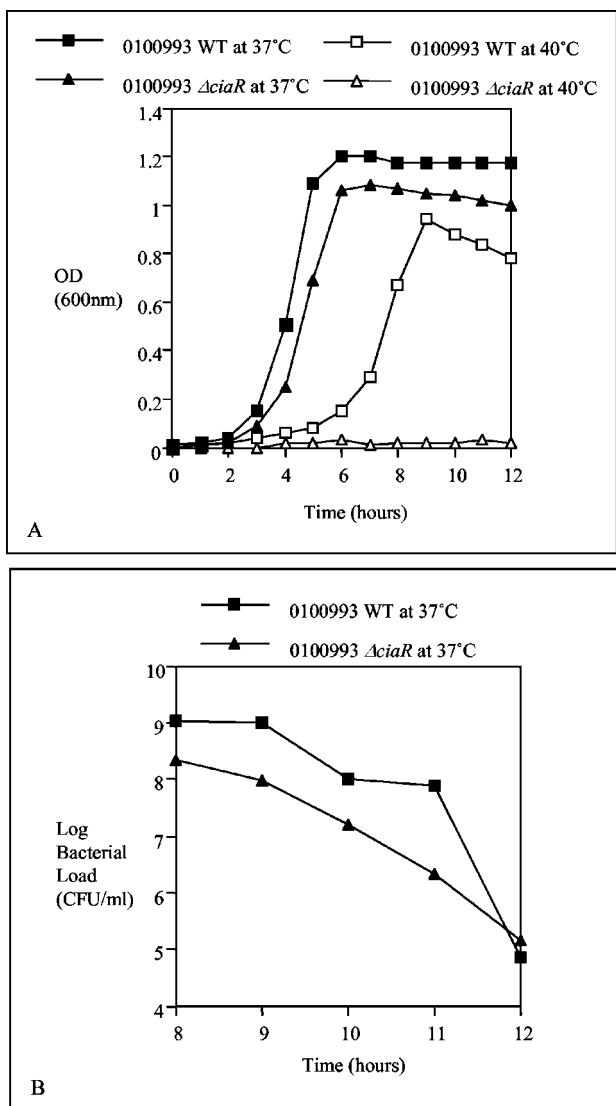 0100993 WT at 37˚C
0100993 WT at 40˚C
0100993 ΔciaR at 37˚C
0100993 ΔciaR at 40˚C
1.4
1.2
1
0.8
0.6
0.4
0.2
0
OD
(600nm)
0 2 4 6 8 10 12
Time (hours)
A
0100993 WT at 37˚C
0100993 ΔciaR at 37˚C
10
9
8
7
6
5
4
Log
Bacterial
Load
(CFU/ml)
8 9 10 11 12
Time (hours)
B